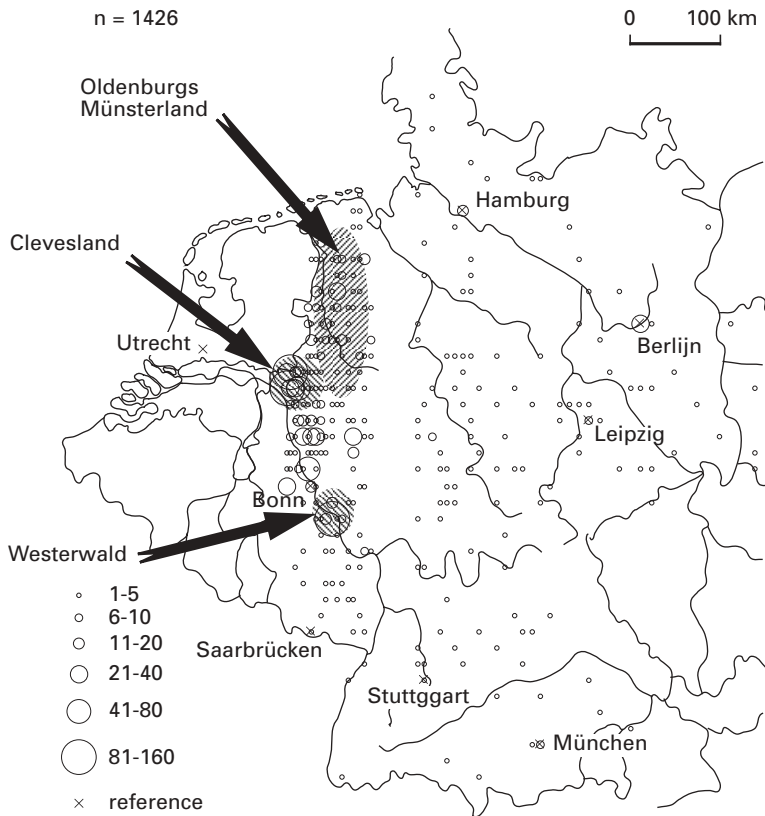 n = 1426
0 100 km
Oldenburgs
Münsterland
Hamburg
Clevesland
Utrecht
Berlijn
Leipzig
Bonn
Westerwald
1-5
6-10
11-20
Saarbrücken
21-40
Stuttggart
41-80
München
81-160
reference